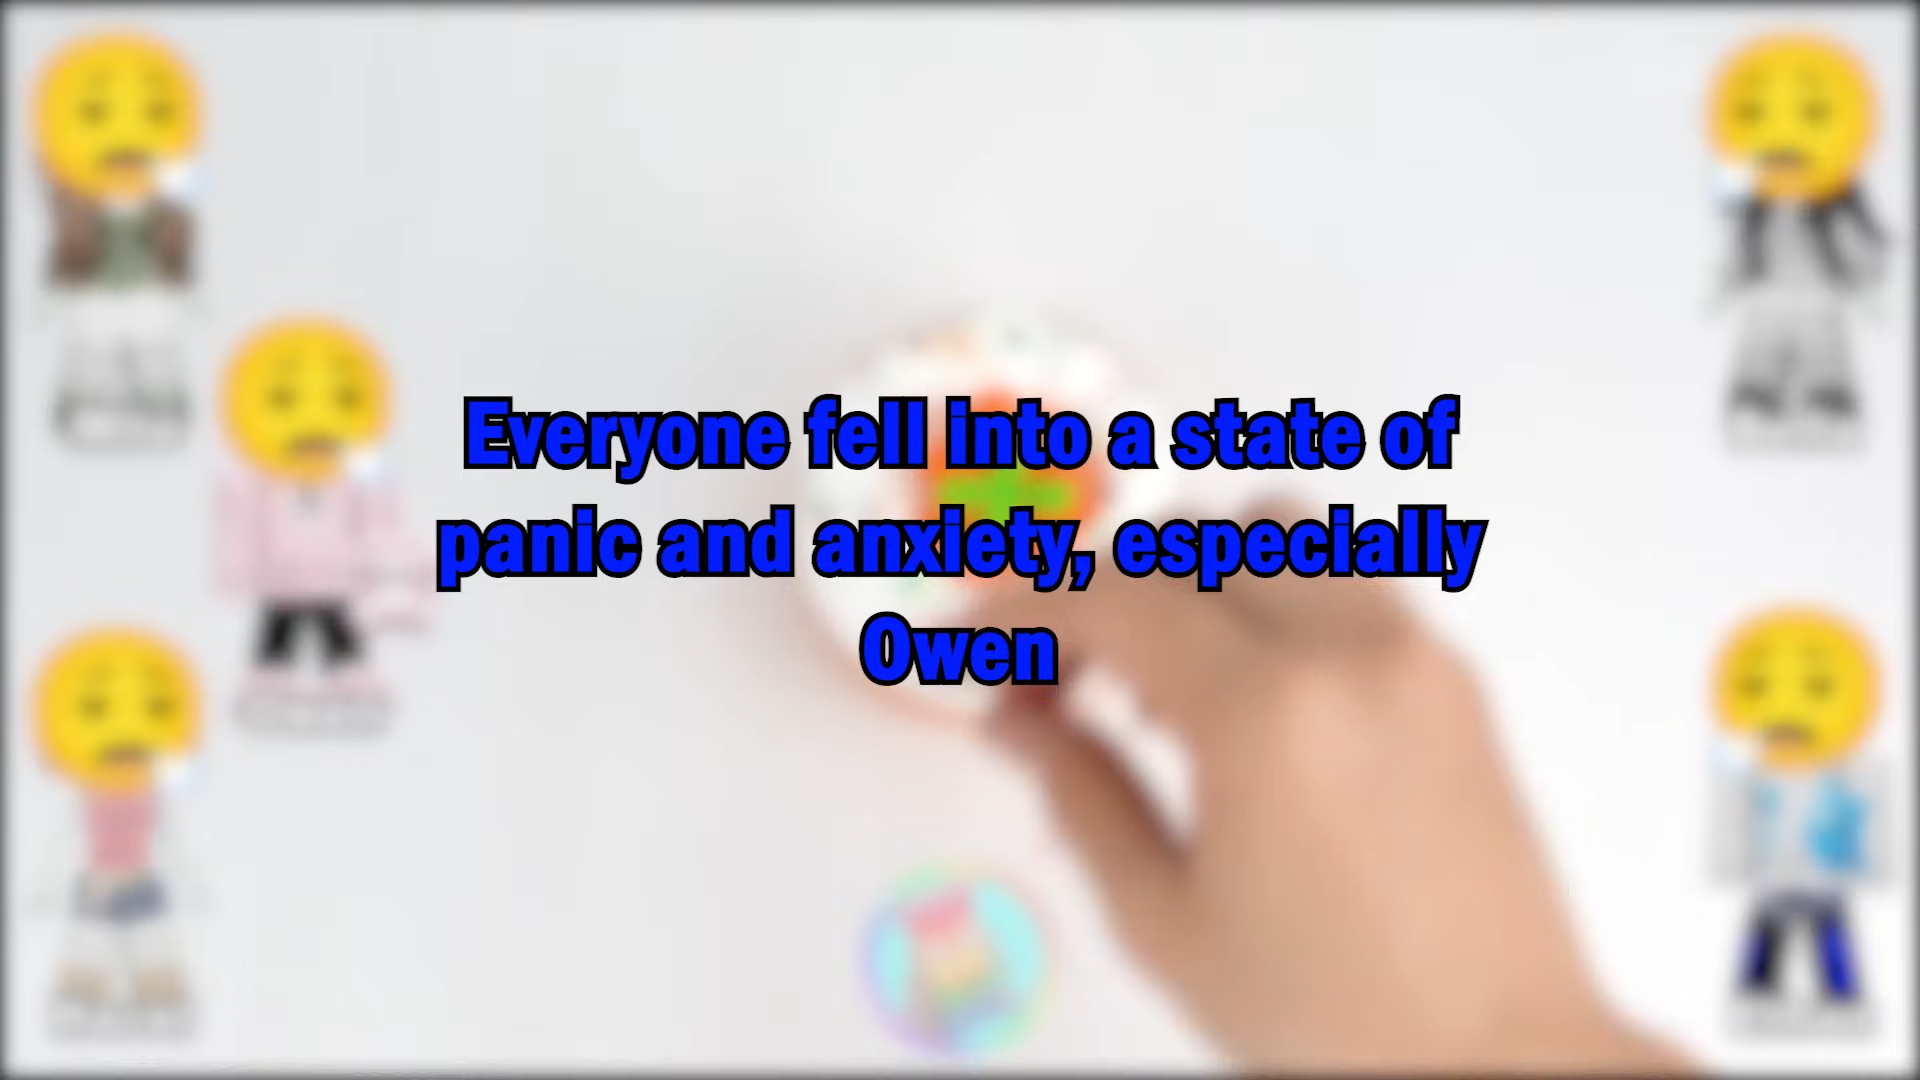 Everyone fell into a state of
panic and anxiety, especially
Owen